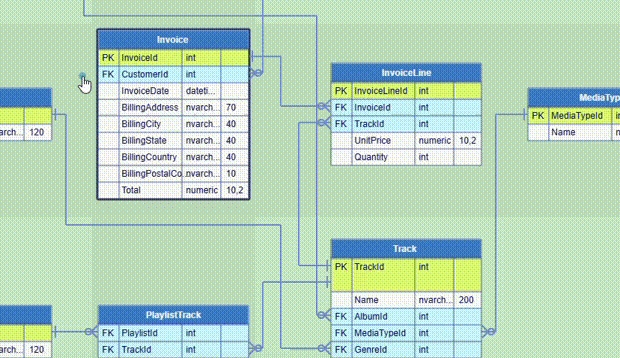 Invoice
PK InvoiceId int
FK CustomerId int
InvoiceDate dateti...
BillingAddress nvarch... 70
BillingCity nvarch... 40
BillingState nvarch... 40
BillingCountry nvarch... 40
BillingPostalCo... nvarch... 10
Total numeric 10,2
InvoiceLine
PK InvoiceLineId int
FK InvoiceId int
FK TrackId int
UnitPrice numeric 10,2
Quantity int
MediaTyp
PK MediaTypeId in
Name n
varch... 120
Track
PK TrackId int
Name nvarch... 200
FK AlbumId int
FK MediaTypeId int
FK GenreId int
PlaylistTrack
FK PlaylistId int
FK TrackId int
varch... 120